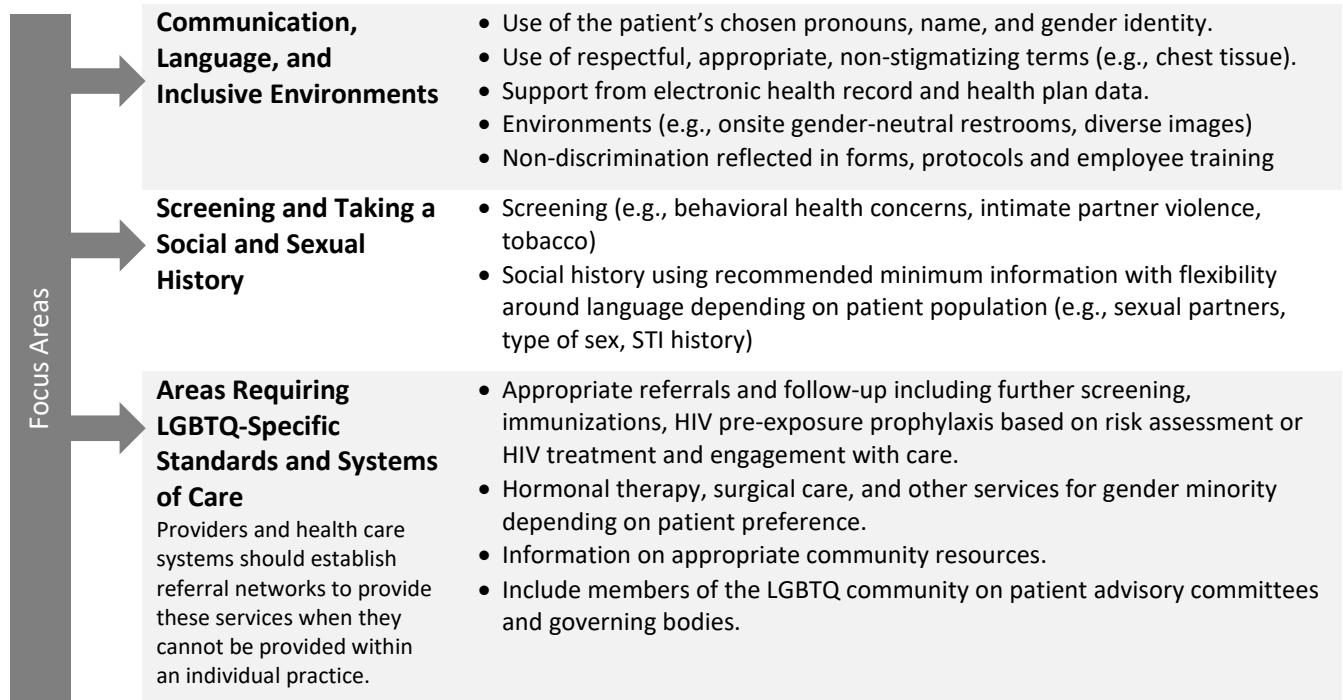 Focus Areas
Communication,
Language, and
Inclusive Environments
• Use of the patient’s chosen pronouns, name, and gender identity.
• Use of respectful, appropriate, non-stigmatizing terms (e.g., chest tissue).
• Support from electronic health record and health plan data.
• Environments (e.g., onsite gender-neutral restrooms, diverse images)
• Non-discrimination reflected in forms, protocols and employee training
Screening and Taking a
Social and Sexual
History
• Screening (e.g., behavioral health concerns, intimate partner violence,
tobacco)
• Social history using recommended minimum information with flexibility
around language depending on patient population (e.g., sexual partners,
type of sex, STI history)
Areas Requiring
LGBTQ-Specific
Standards and Systems
of Care
Providers and health care
systems should establish
referral networks to provide
these services when they
cannot be provided within
an individual practice.
• Appropriate referrals and follow-up including further screening,
immunizations, HIV pre-exposure prophylaxis based on risk assessment or
HIV treatment and engagement with care.
• Hormonal therapy, surgical care, and other services for gender minority
depending on patient preference.
• Information on appropriate community resources.
• Include members of the LGBTQ community on patient advisory committees
and governing bodies.